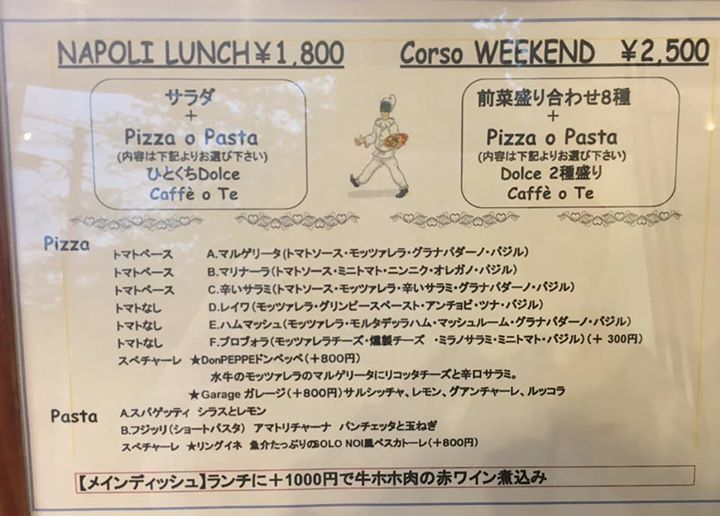 NAPOLI LUNCH￥1,800
サラダ
+
Pizza o Pasta
(内容は下記よりお選び下さい)
ひとくちDolce
Caffè o Te
Corso WEEKEND ￥2,500
前菜盛り合わせ8種
+
Pizza o Pasta
(内容は下記よりお選び下さい)
Dolce 2種盛り
Caffè o Te
Pizza
トマトベース A.マルゲリータ(トマトソース・モッツァレラ・グラナパダーノ・バジル)
トマトベース B.マリナーラ(トマトソース・ミニトマト・ニンニク・オレガノ・バジル)
トマトベース C.辛いサラミ(トマトソース・モッツァレラ・辛いサラミ・グラナパダーノ・バジル)
トマトなし D.レイワ(モッツァレラ・グリンピースペースト・アンチョビ・ツナ・バジル)
トマトなし E.ハムマッシュ(モッツァレラ・モルタデッラハム・マッシュルーム・グラナパダーノ・バジル)
トマトなし F.プロブォラ(モッツァレラチーズ・燻製チーズ ・ミラノサラミ・ミニトマト・バジル)(+ 300円)
スペチャーレ ★DonPEPPEドンペッペ(+800円)
水牛のモッツァレラのマルゲリータにリコッタチーズと辛口サラミ。
★Garage ガレージ(+800円)サルシッチャ、レモン、グアンチャーレ、ルッコラ
Pasta
A.スパゲッティ シラスとレモン
B.フジッリ(ショートパスタ) アマトリチャーナ パンチェッタと玉ねぎ
スペチャーレ ★リングイネ 魚介たっぷりのSOLO NOI風ペスカトーレ(+800円)
【メインディッシュ】ランチに+1000円で牛ホホ肉の赤ワイン煮込み